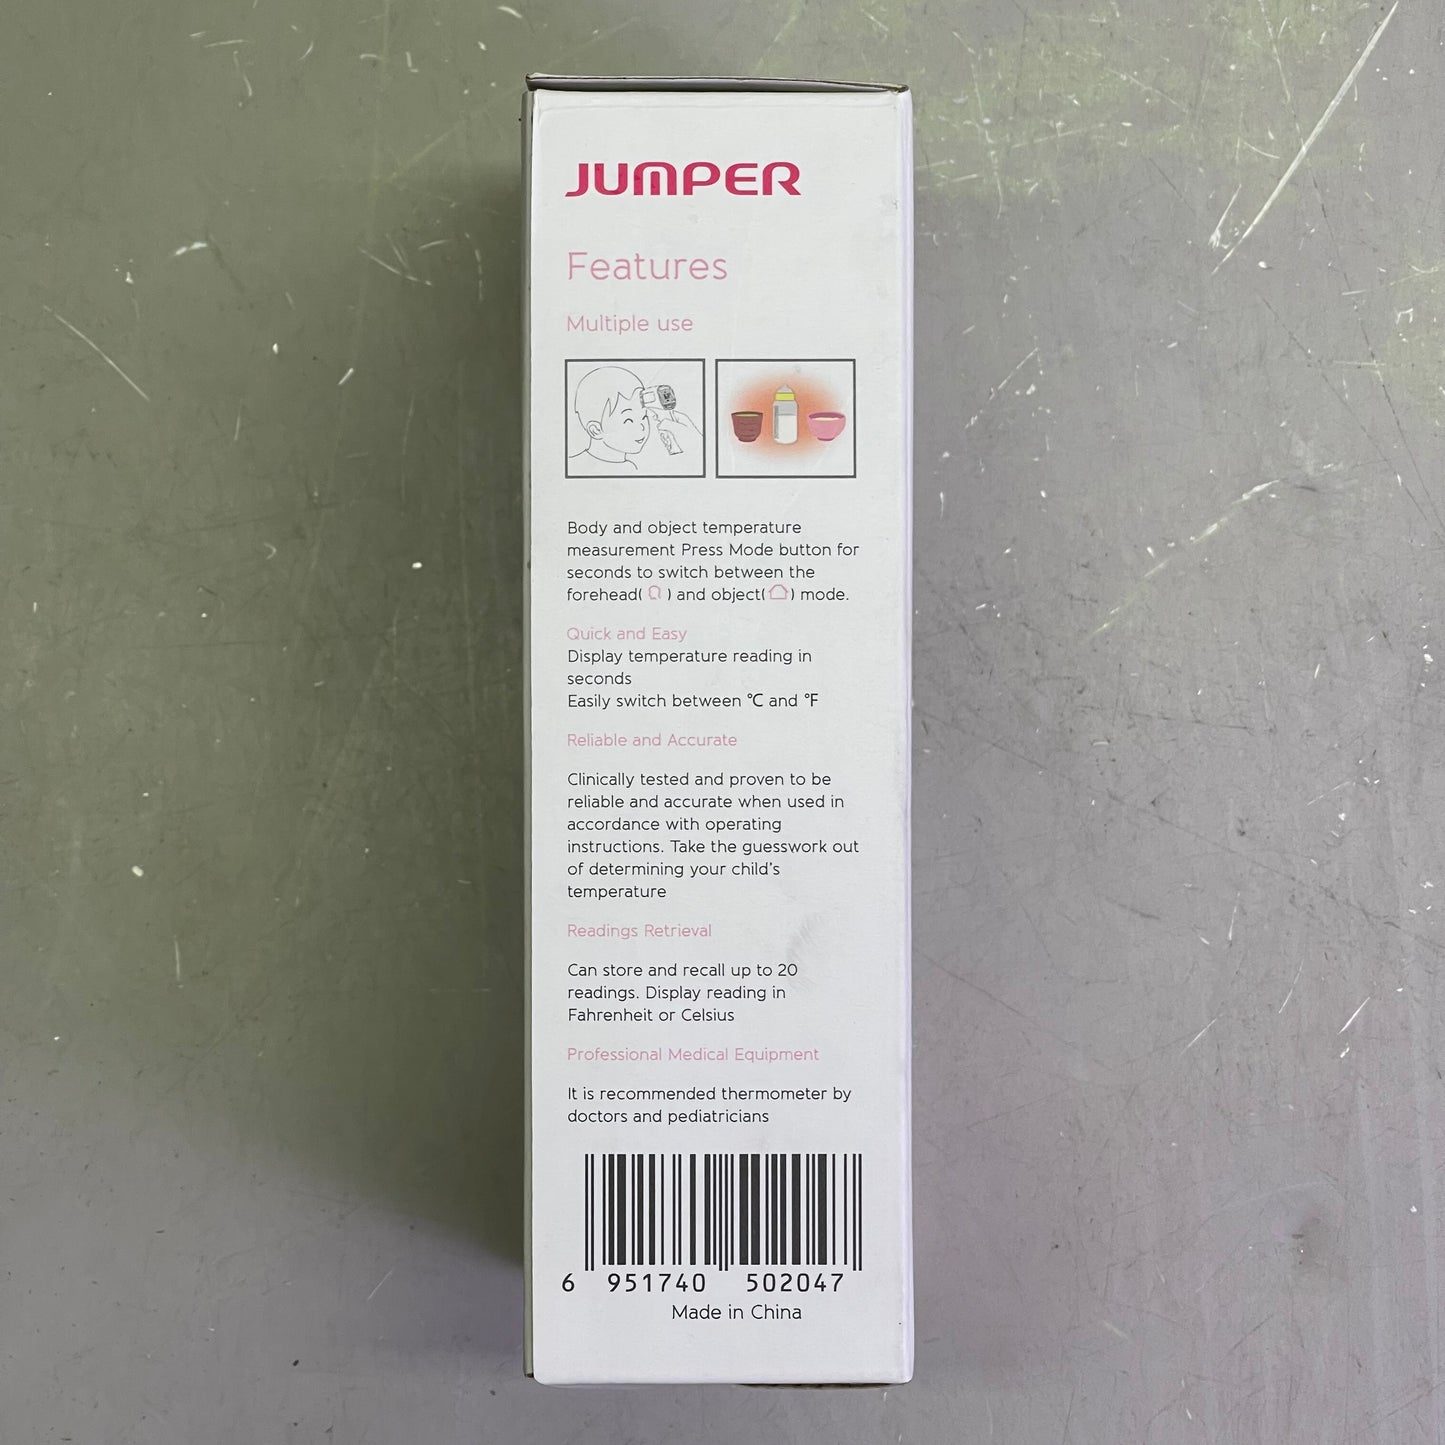 JUMPER
Features
Multiple use
Body and object temperature
measurement Press Mode button for
seconds to switch between the
forehead( ) and object( ) mode.
Quick and Easy
Display temperature reading in
seconds
Easily switch between °C and °F
Reliable and Accurate
Clinically tested and proven to be
reliable and accurate when used in
accordance with operating
instructions. Take the guesswork out
of determining your child's
temperature
Readings Retrieval
Can store and recall up to 20
readings. Display reading in
Fahrenheit or Celsius
Professional Medical Equipment
It is recommended thermometer by
doctors and pediatricians
6 951740 502047
Made in China